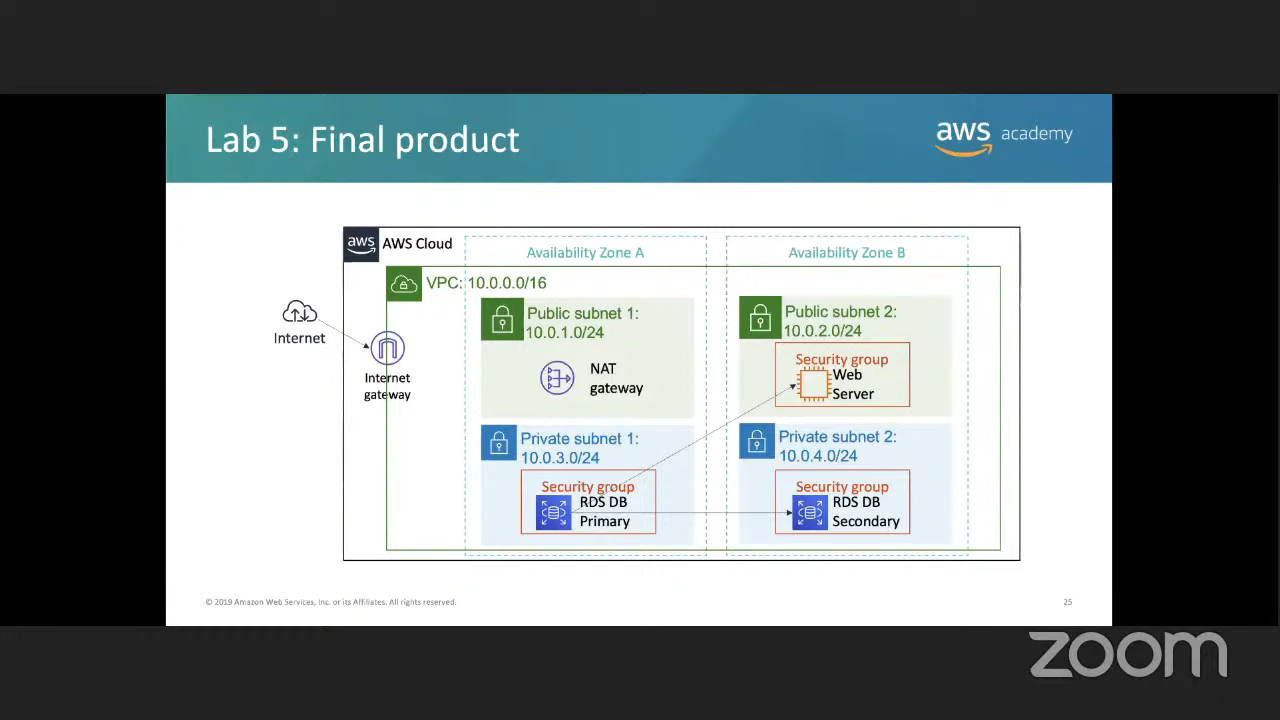 Lab 5: Final product
aws academy
aws
AWS Cloud
Availability Zone A
Availability Zone B
VPC: 10.0.0.0/16
Internet
Internet
gateway
Public subnet 1:
10.0.1.0/24
NAT
gateway
Public subnet 2:
10.0.2.0/24
Security group
Web
Server
Private subnet 1:
10.0.3.0/24
Security group
RDS DB
Primary
Private subnet 2:
10.0.4.0/24
Security group
RDS DB
Secondary
© 2019 Amazon Web Services, Inc. or its Affiliates. All rights reserved.
25
zoom